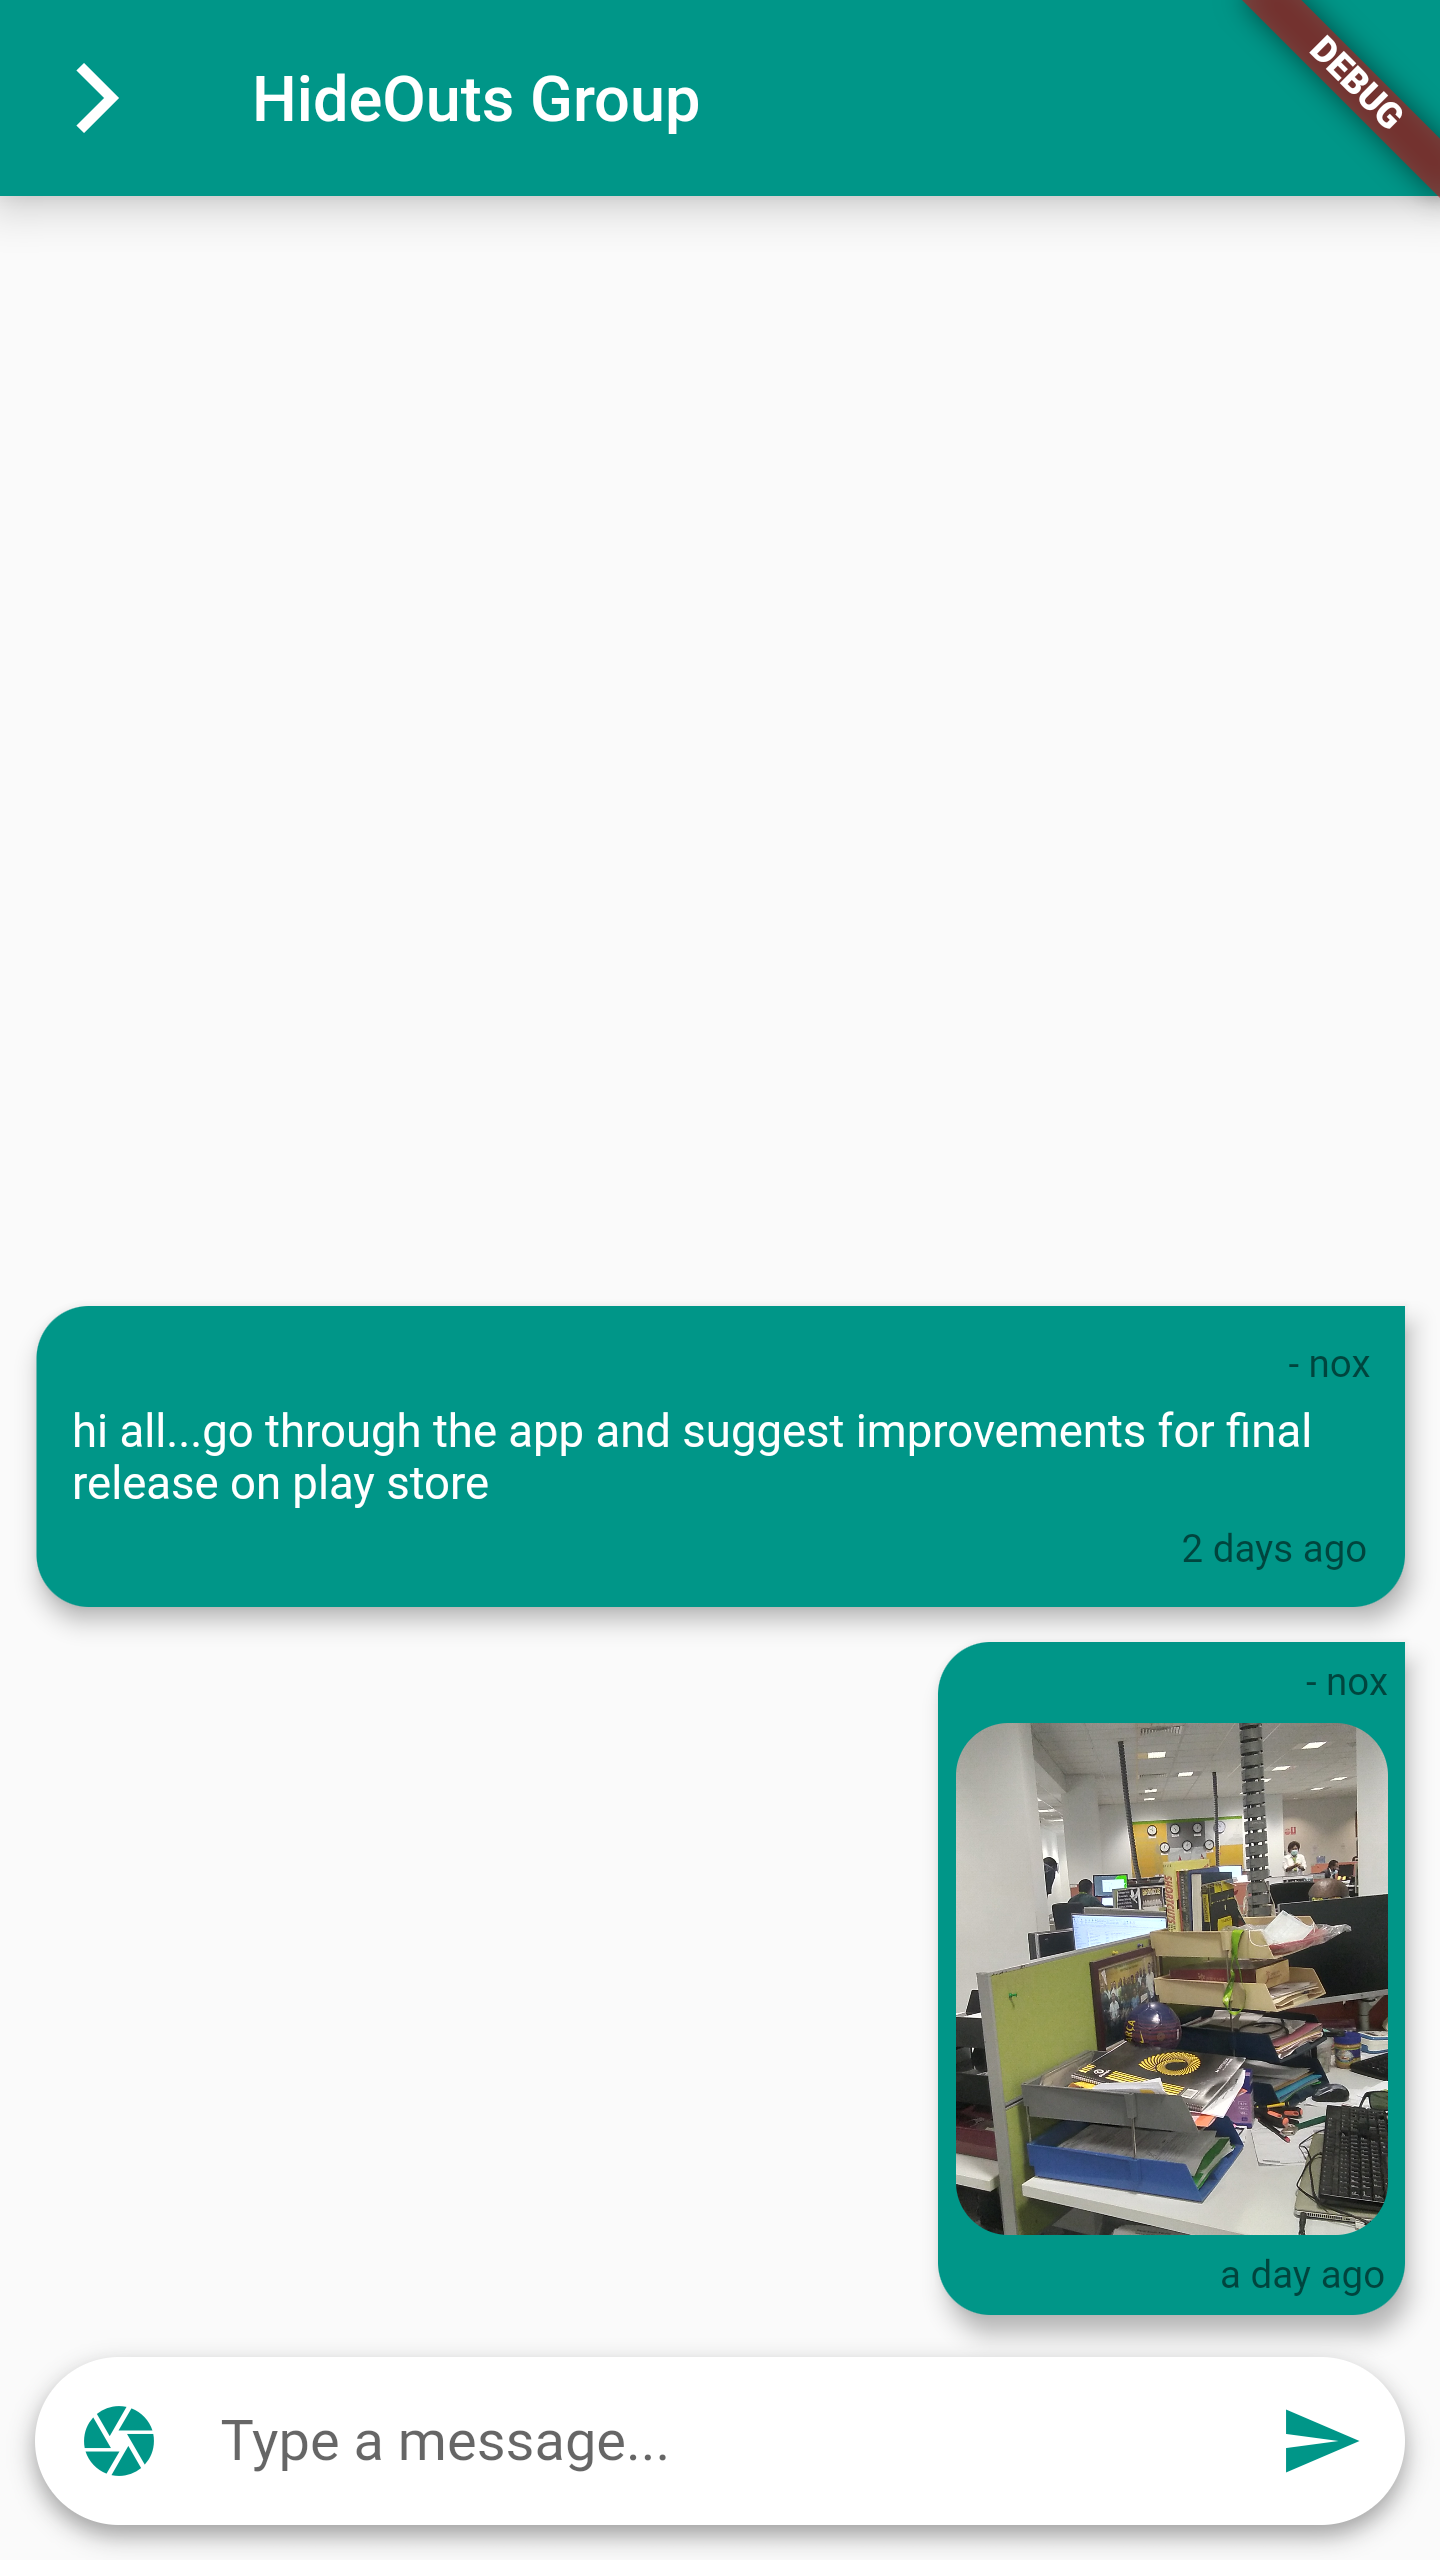 HideOuts Group
DEBUG
- nox
hi all...go through the app and suggest improvements for final
release on play store
2 days ago
- nox
a day ago
Type a message...